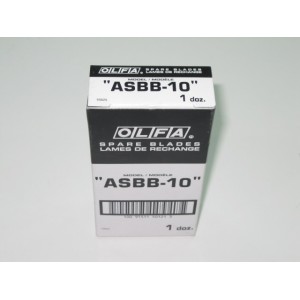 OLFA®
SPARE BLADES
LAMES DE RECHANGE
MODEL / MODÈLE
"ASBB-10"
1 doz.
OLFA®
SPARE BLADES
LAMES DE RECHANGE
MODEL / MODÈLE
"ASBB-10"
1 doz.